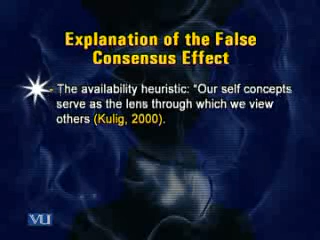 Explanation of the False
Consensus Effect
- The availability heuristic: "Our self concepts
serve as the lens through which we view
others (Kulig, 2000).
VU